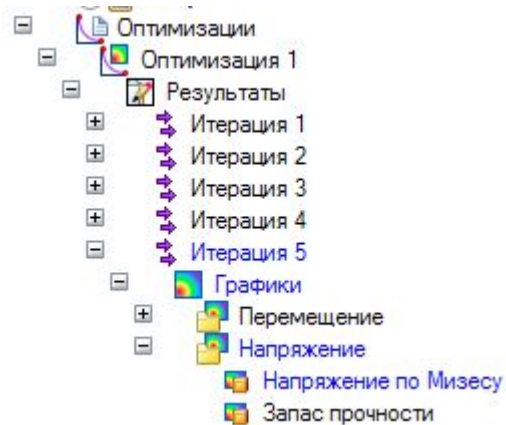 Оптимизации
Оптимизация 1
Результаты
Итерация 1
Итерация 2
Итерация 3
Итерация 4
Итерация 5
Графики
Перемещение
Напряжение
Напряжение по Мизесу
Запас прочности